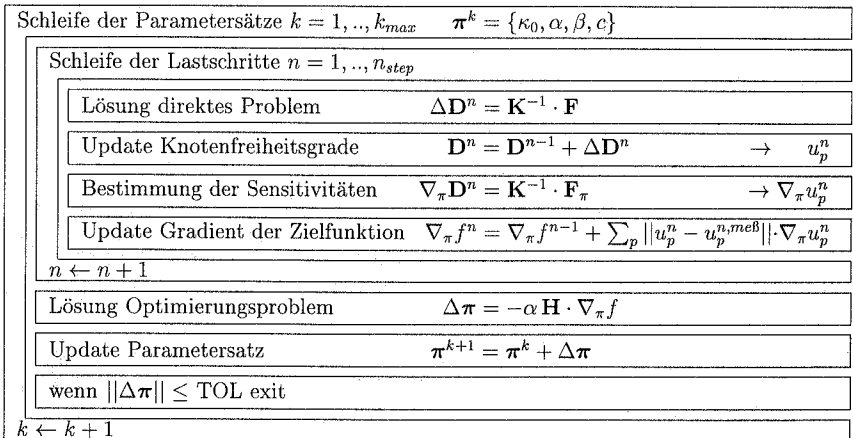 Schleife der Parametersätze k = 1, .., k_max   π^k = {κ_0, α, β, c}
Schleife der Lastschritte n = 1, .., n_step
Lösung direktes Problem   ΔD^n = K^{-1} · F
Update Knotenfreiheitsgrade   D^n = D^{n-1} + ΔD^n   →   u_p^n
Bestimmung der Sensitivitäten   ∇_π D^n = K^{-1} · F_π   → ∇_π u_p^n
Update Gradient der Zielfunktion   ∇_π f^n = ∇_π f^{n-1} + ∑_p ||u_p^n − u_p^{n,meß}||·∇_π u_p^n
n ← n + 1
Lösung Optimierungsproblem   Δπ = −α H · ∇_π f
Update Parametersatz   π^{k+1} = π^k + Δπ
wenn ||Δπ|| ≤ TOL exit
k ← k + 1